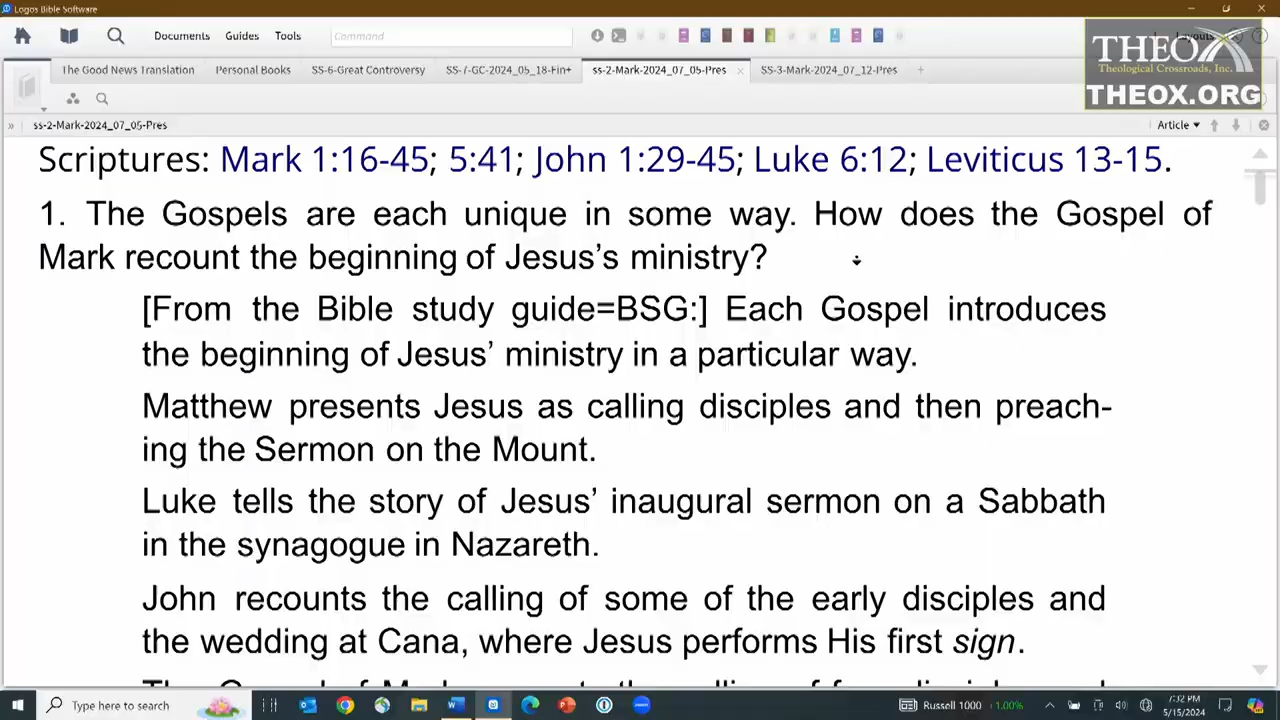 Logos Bible Software
Documents Guides Tools Command
THEOX
Theological Crossroads, Inc.
THEOX.ORG
The Good News Translation Personal Books SS-6-Great Controversy 05_18-Fin+ ss-2-Mark-2024_07_05-Pres SS-3-Mark-2024_07_12-Pres
ss-2-Mark-2024_07_05-Pres Article
Scriptures: Mark 1:16-45; 5:41; John 1:29-45; Luke 6:12; Leviticus 13-15.
1. The Gospels are each unique in some way. How does the Gospel of
Mark recount the beginning of Jesus’s ministry?
[From the Bible study guide=BSG:] Each Gospel introduces
the beginning of Jesus’ ministry in a particular way.
Matthew presents Jesus as calling disciples and then preach-
ing the Sermon on the Mount.
Luke tells the story of Jesus’ inaugural sermon on a Sabbath
in the synagogue in Nazareth.
John recounts the calling of some of the early disciples and
the wedding at Cana, where Jesus performs His first sign.
Type here to search Russell 1000 +1.00% 7:32 PM
5/15/2024